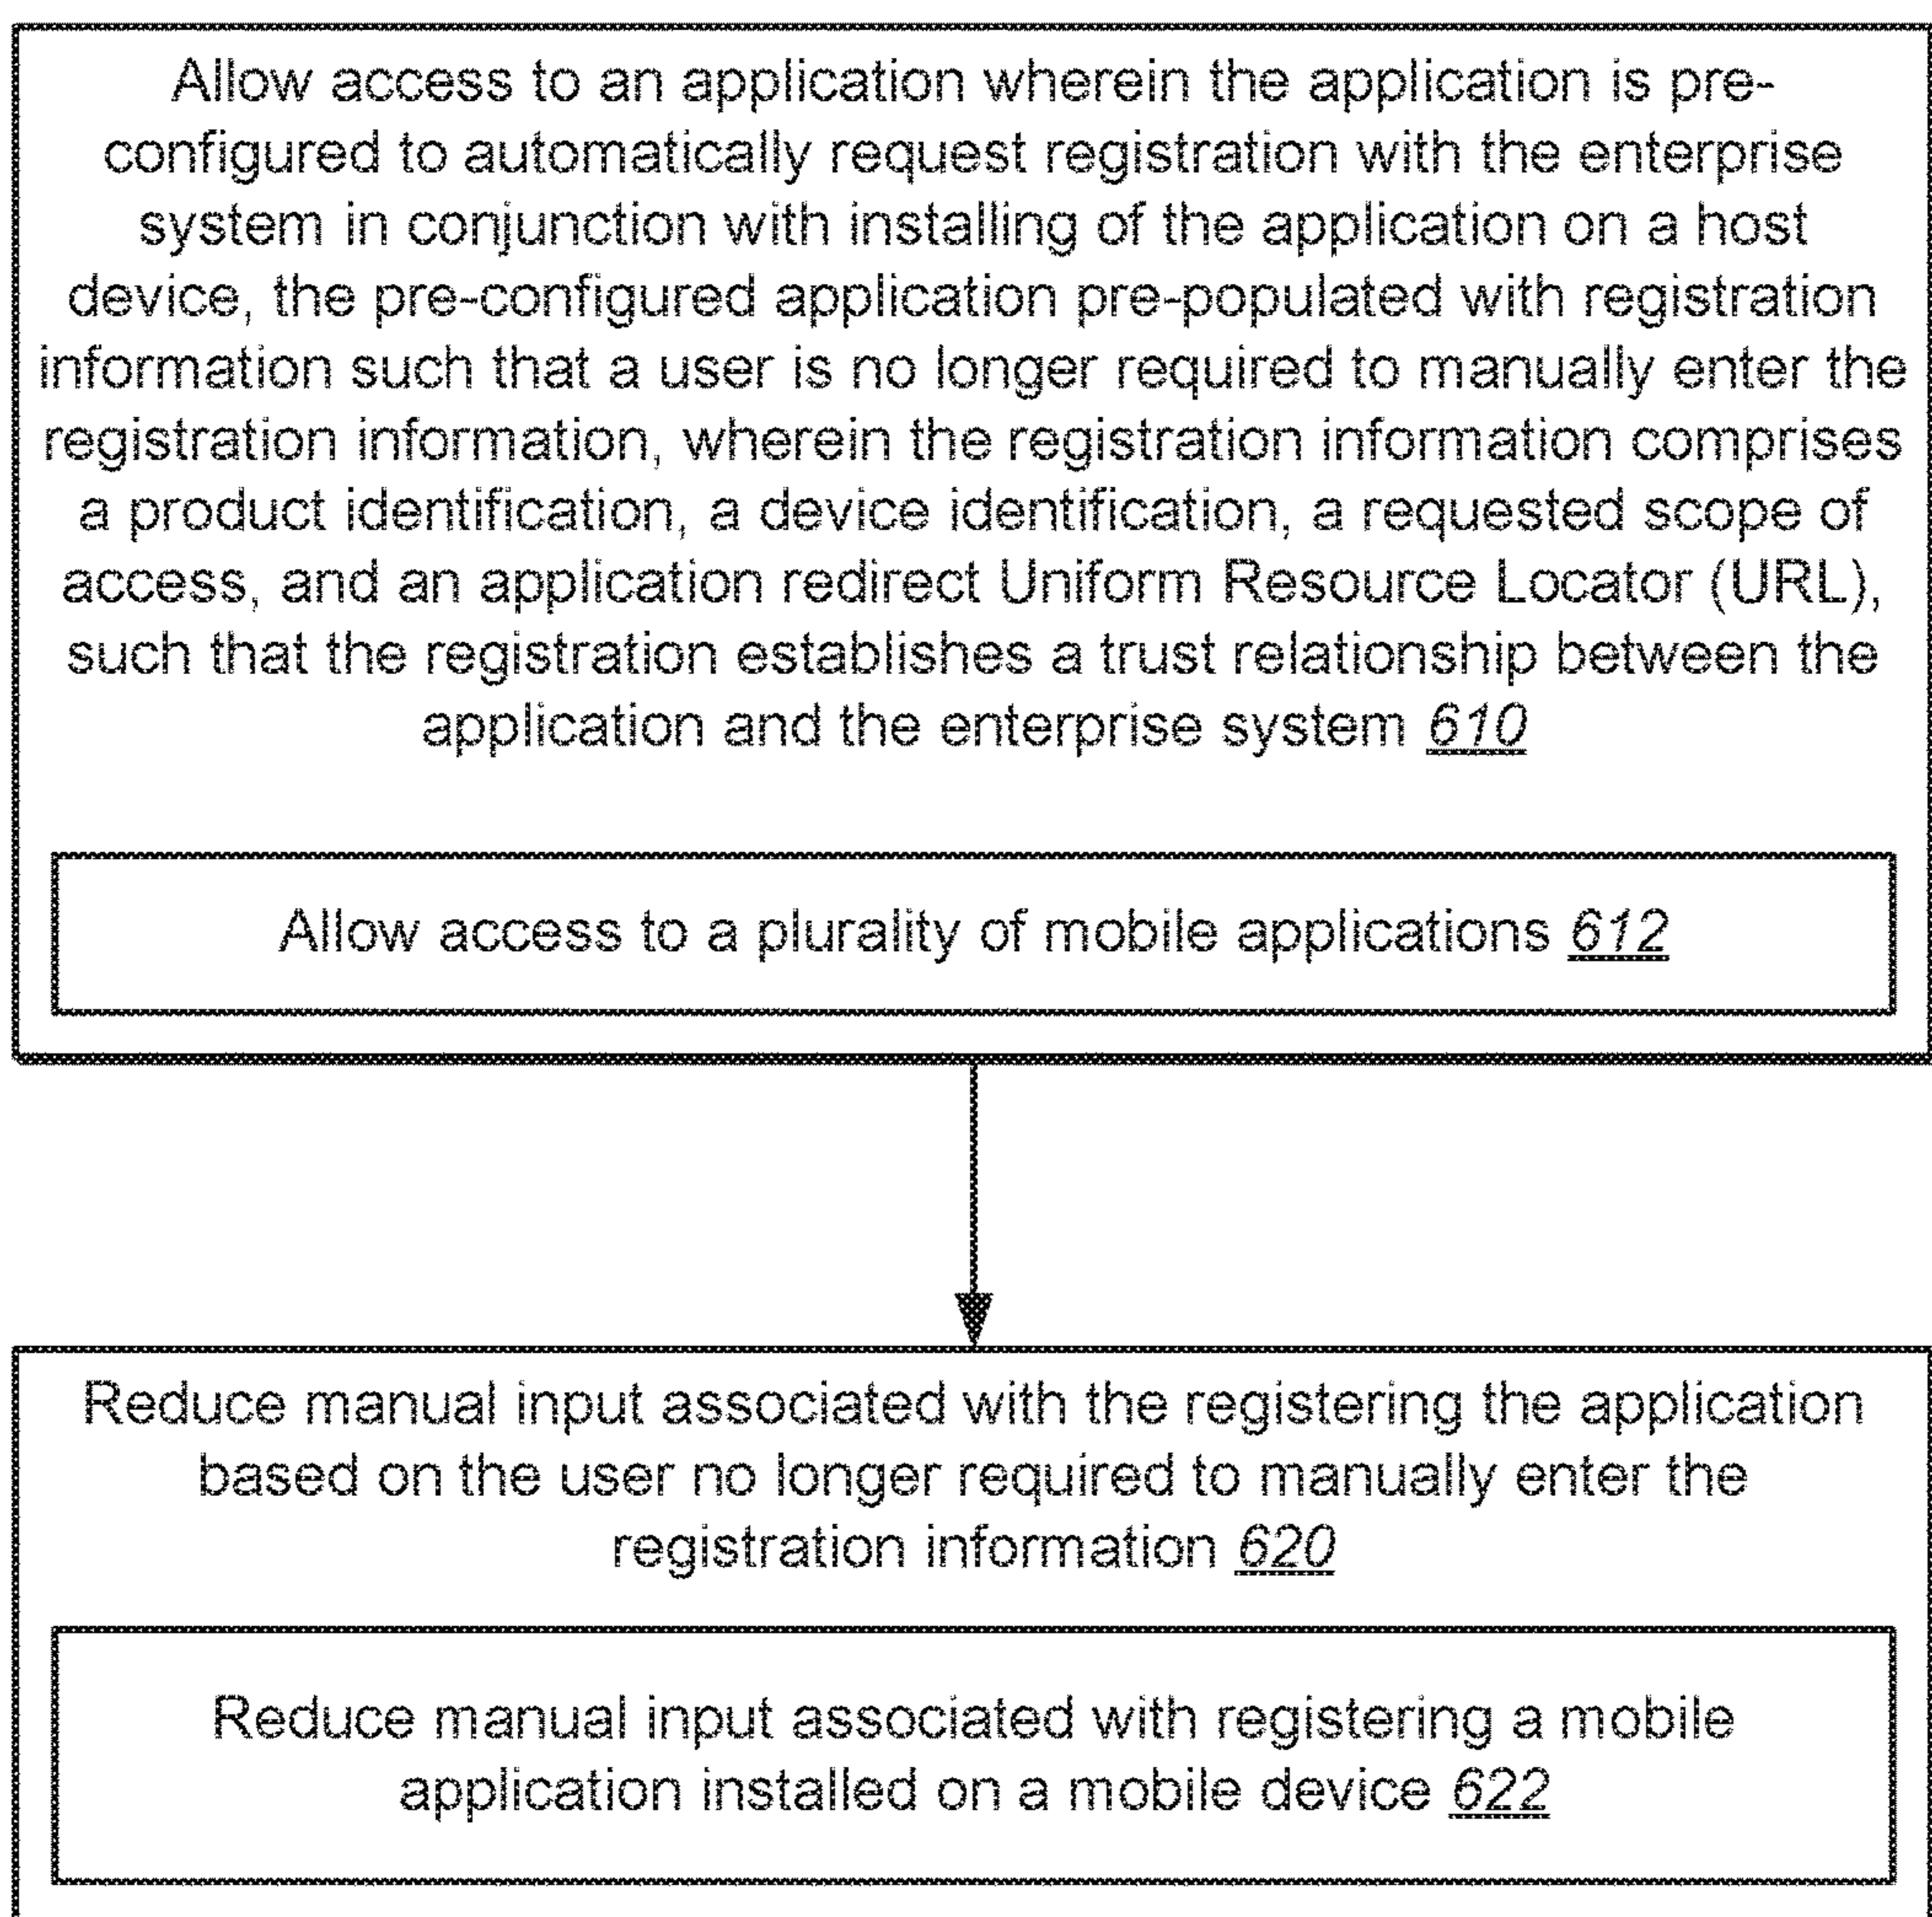 Allow access to an application wherein the application is pre-
configured to automatically request registration with the enterprise
system in conjunction with installing of the application on a host
device, the pre-configured application pre-populated with registration
information such that a user is no longer required to manually enter the
registration information, wherein the registration information comprises
a product identification, a device identification, a requested scope of
access, and an application redirect Uniform Resource Locator (URL),
such that the registration establishes a trust relationship between the
application and the enterprise system 610
Allow access to a plurality of mobile applications 612
Reduce manual input associated with the registering the application
based on the user no longer required to manually enter the
registration information 620
Reduce manual input associated with registering a mobile
application installed on a mobile device 622